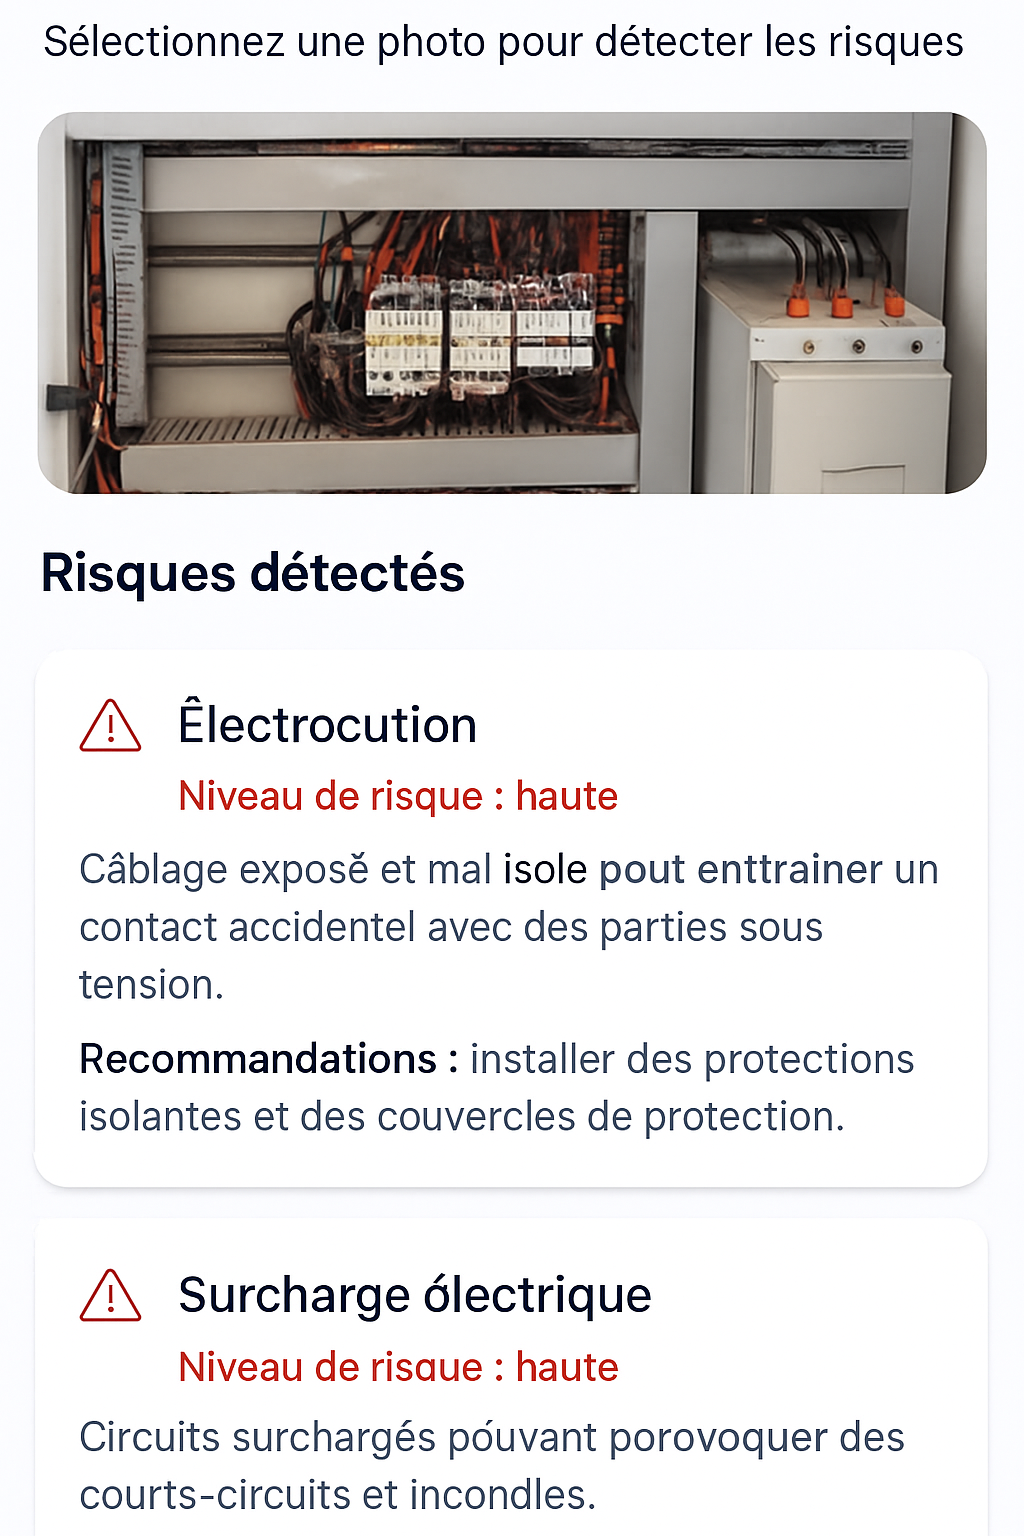 Sélectionnez une photo pour détecter les risques
Risques détectés
Êlectrocution
Niveau de risque : haute
Câblage exposě et mal isole pout enttrainer un
contact accidentel avec des parties sous
tension.
Recommandations : installer des protections
isolantes et des couvercles de protection.
Surcharge ólectrique
Niveau de risaue : haute
Circuits surchargés póuvant porovoquer des
courts-circuits et incondles.